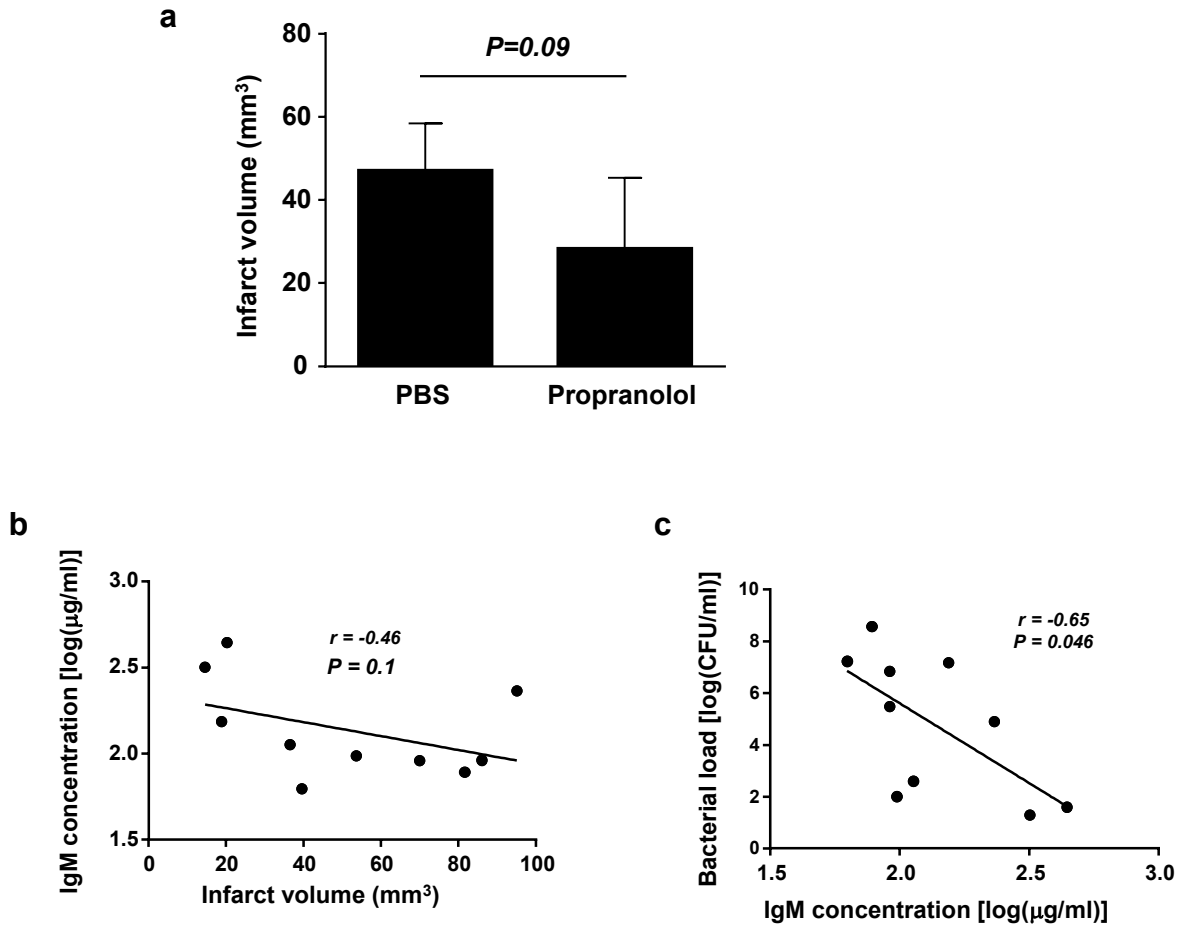 a
P=0.09
Infarct volume (mm³)
80
60
40
20
0
PBS
Propranolol
b
IgM concentration [log(μg/ml)]
3.0
2.5
2.0
1.5
r = -0.46
P = 0.1
0
20
40
60
80
100
Infarct volume (mm³)
c
Bacterial load [log(CFU/ml)]
10
8
6
4
2
0
r = -0.65
P = 0.046
1.5
2.0
2.5
3.0
IgM concentration [log(μg/ml)]